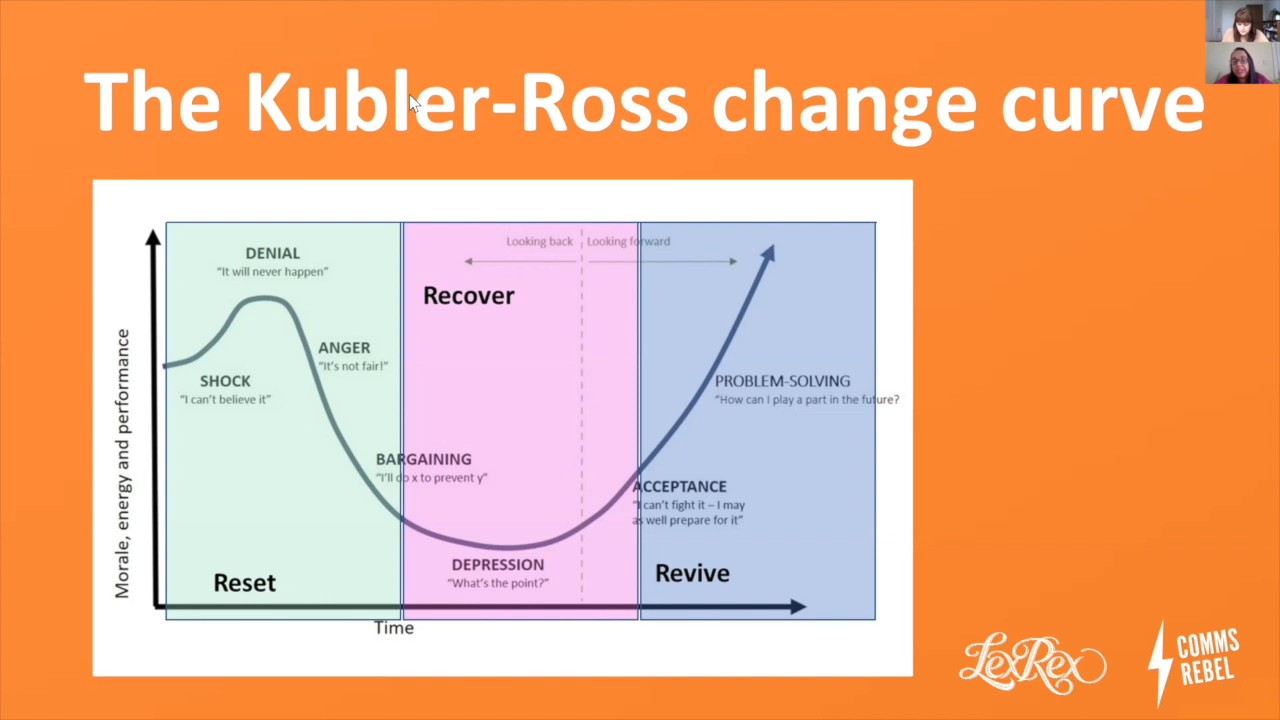 The Kubler-Ross change curve
Looking back
Looking forward
DENIAL
"It will never happen"
Recover
ANGER
"It's not fair!"
SHOCK
"I can't believe it"
PROBLEM-SOLVING
"How can I play a part in the future?
BARGAINING
"I'll do x to prevent y"
ACCEPTANCE
"I can't fight it – I may
as well prepare for it"
DEPRESSION
"What's the point?"
Reset
Revive
Morale, energy and performance
Time
LexRex
COMMS
REBEL